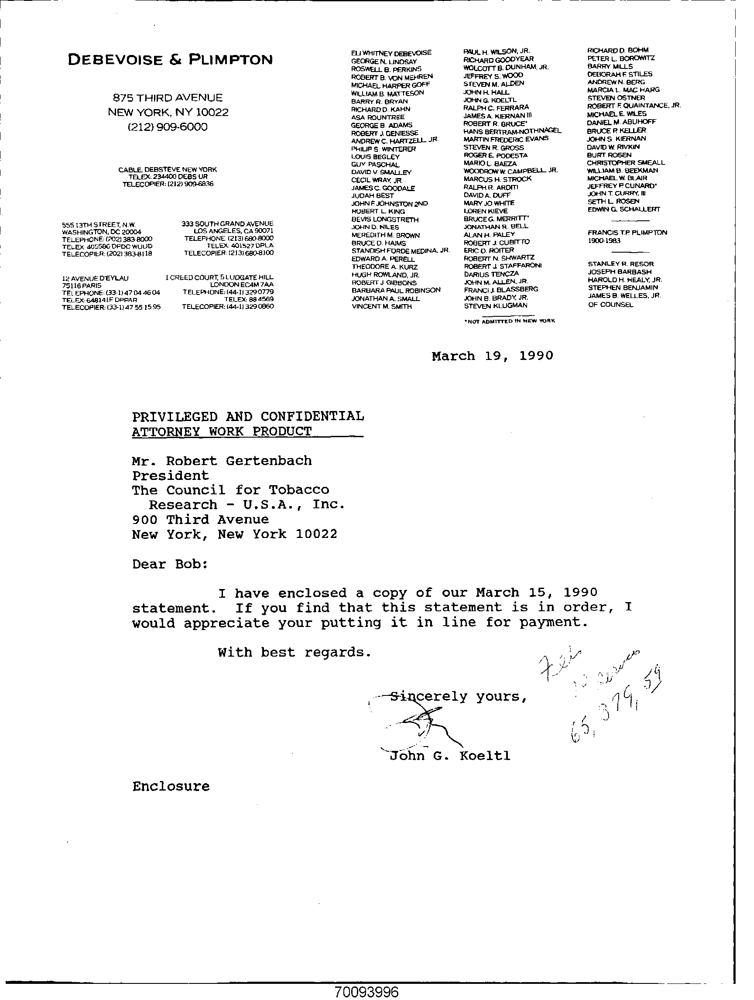 DEBEVOISE & PLIMPTON
875 THIRD AVENUE
NEW YORK, NY 10022
(212) 909-6000
CABLE, DEBSTEVE NEW YORK
TELEX: 234400 DEBS UR
TELECOPIER: (212) 909-6836
555 13TH STREET, N.W.
WASHINGTON, DC 20004
TELEPHONE: (202) 383-8000
TELEX: 405586 DPDC WUUD
TELECOPIER: (202) 383-8118
333 SOUTH GRAND AVENUE
LOS ANGELES, CA 90071
TELEPHONE: (213) 680-8000
TELEX: 401527 DPLA
TELECOPIER: (213) 680-8100
12 AVENUE D'EYLAU
75116 PARIS
TELEPHONE: (33-1) 47 04 46 04
TELEX: 648141F DPPAR
TELECOPIER: (33-1) 47 55 15 95
1 CREED COURT, 5 LUDGATE HILL
LONDON EC4M 7AA
TELEPHONE: (44-1) 329 0779
TELEX: 88 4569
TELECOPIER: (44-1) 329 0860
ELI WHITNEY DEBEVOISE
GEORGE N. LINDSAY
ROSWELL B. PERKINS
ROBERT B. VON MEHREN
MICHAEL HARPER GOFF
WILLIAM B. MATTESON
BARRY R. BRYAN
RICHARD D. KAHN
ASA ROUNTREE
GEORGE B. ADAMS
ROBERT J. GENIESSE
ANDREW C. HARTZELL, JR.
PHILIP S. WINTERER
LOUIS BEGLEY
GUY PASCHAL
DAVID V. SMALLEY
CECIL WRAY, JR.
JAMES C. GOODALE
JUDAH BEST
JOHN F. JOHNSTON 2ND
HUBERT L. KING
BEVIS LONGSTRETH
JOHN D. NILES
MEREDITH M. BROWN
BRUCE D. HAIMS
STANDISH FORDE MEDINA, JR.
EDWARD A. PERELL
THEODORE A. KURZ
HUGH ROWLAND, JR.
ROBERT J. GIBBONS
BARBARA PAUL ROBINSON
JONATHAN A. SMALL
VINCENT M. SMITH
PAUL H. WILSON, JR.
RICHARD GOODYEAR
WOLCOTT B. DUNHAM, JR.
JEFFREY S. WOOD
STEVEN M. ALDEN
JOHN H. HALL
JOHN G. KOELTL
RALPH C. FERRARA
JAMES A. KIERNAN III
ROBERT R. BRUCE*
HANS BERTRAM-NOTHNAGEL
MARTIN FREDERIC EVANS
STEVEN R. GROSS
ROGER E. PODESTA
MARIO L. BAEZA
WOODROW W. CAMPBELL, JR.
MARCUS H. STROCK
RALPH R. ARDITI
DAVID A. DUFF
MARY JO WHITE
LOREN KIEVE
BRUCE G. MERRITT*
JONATHAN H. BELL
ALAN H. PALEY
ROBERT J. CUBITTO
ERIC D. ROITER
ROBERT N. SHWARTZ
ROBERT J. STAFFARONI
DARIUS TENCZA
JOHN M. ALLEN, JR.
FRANCI J. BLASSBERG
JOHN B. BRADY, JR.
STEVEN KLUGMAN
*NOT ADMITTED IN NEW YORK
RICHARD D. BOHM
PETER L. BOROWITZ
BARRY MILLS
DEBORAH F. STILES
ANDREW N. BERG
MARCIA L. MAC HARG
STEVEN OSTNER
ROBERT F. QUAINTANCE, JR.
MICHAEL E. WILES
DANIEL M. ABUHOFF
BRUCE P. KELLER
JOHN S. KIERNAN
DAVID W. RIVKIN
BURT ROSEN
CHRISTOPHER SMEALL
WILLIAM B. BEEKMAN
MICHAEL W. BLAIR
JEFFREY P. CUNARD*
JOHN T. CURRY, III
SETH L. ROSEN
EDWIN G. SCHALLERT
FRANCIS T.P. PLIMPTON
1900-1983
STANLEY R. RESOR
JOSEPH BARBASH
HAROLD H. HEALY, JR.
STEPHEN BENJAMIN
JAMES B. WELLES, JR.
OF COUNSEL
March 19, 1990
PRIVILEGED AND CONFIDENTIAL
ATTORNEY WORK PRODUCT
Mr. Robert Gertenbach
President
The Council for Tobacco
Research - U.S.A., Inc.
900 Third Avenue
New York, New York 10022
Dear Bob:
I have enclosed a copy of our March 15, 1990
statement. If you find that this statement is in order, I
would appreciate your putting it in line for payment.
With best regards.
Sincerely yours,
65,379,59
John G. Koeltl
Enclosure
70093996